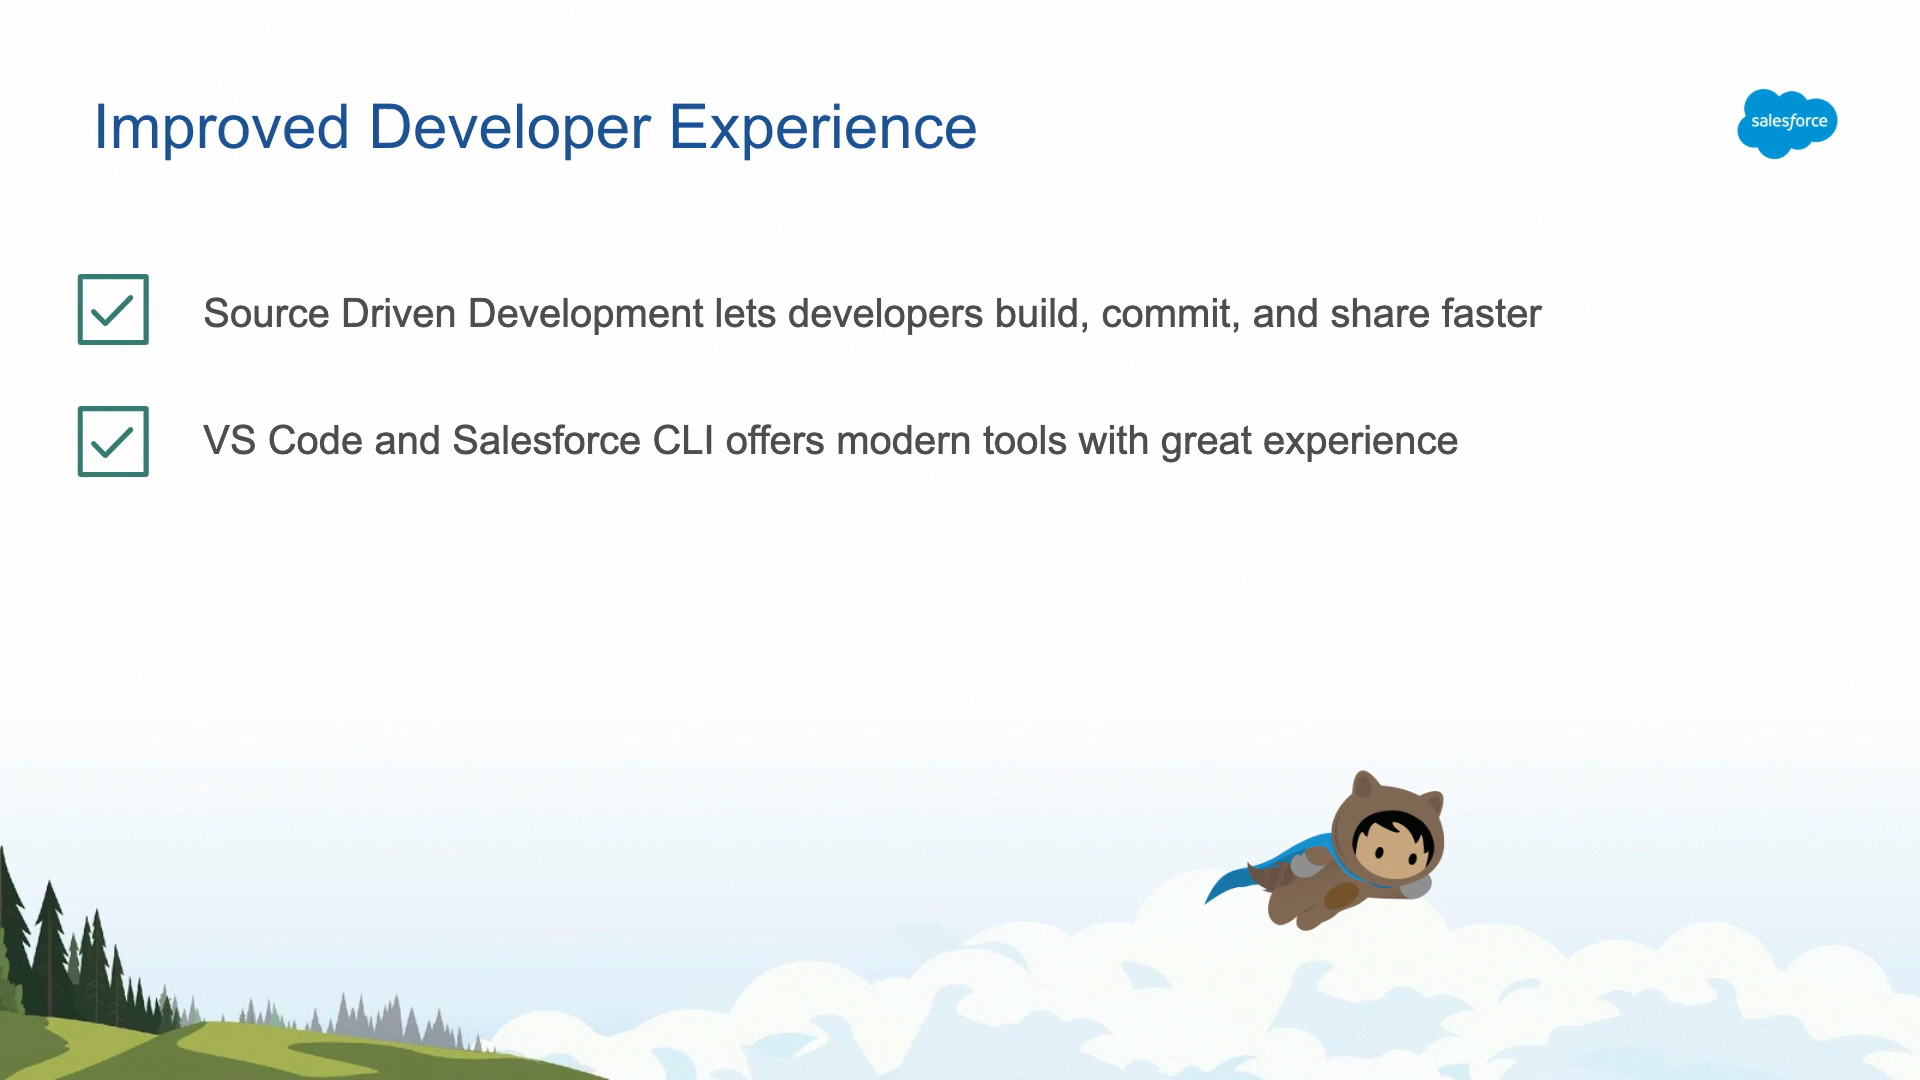 Improved Developer Experience
salesforce
Source Driven Development lets developers build, commit, and share faster
VS Code and Salesforce CLI offers modern tools with great experience